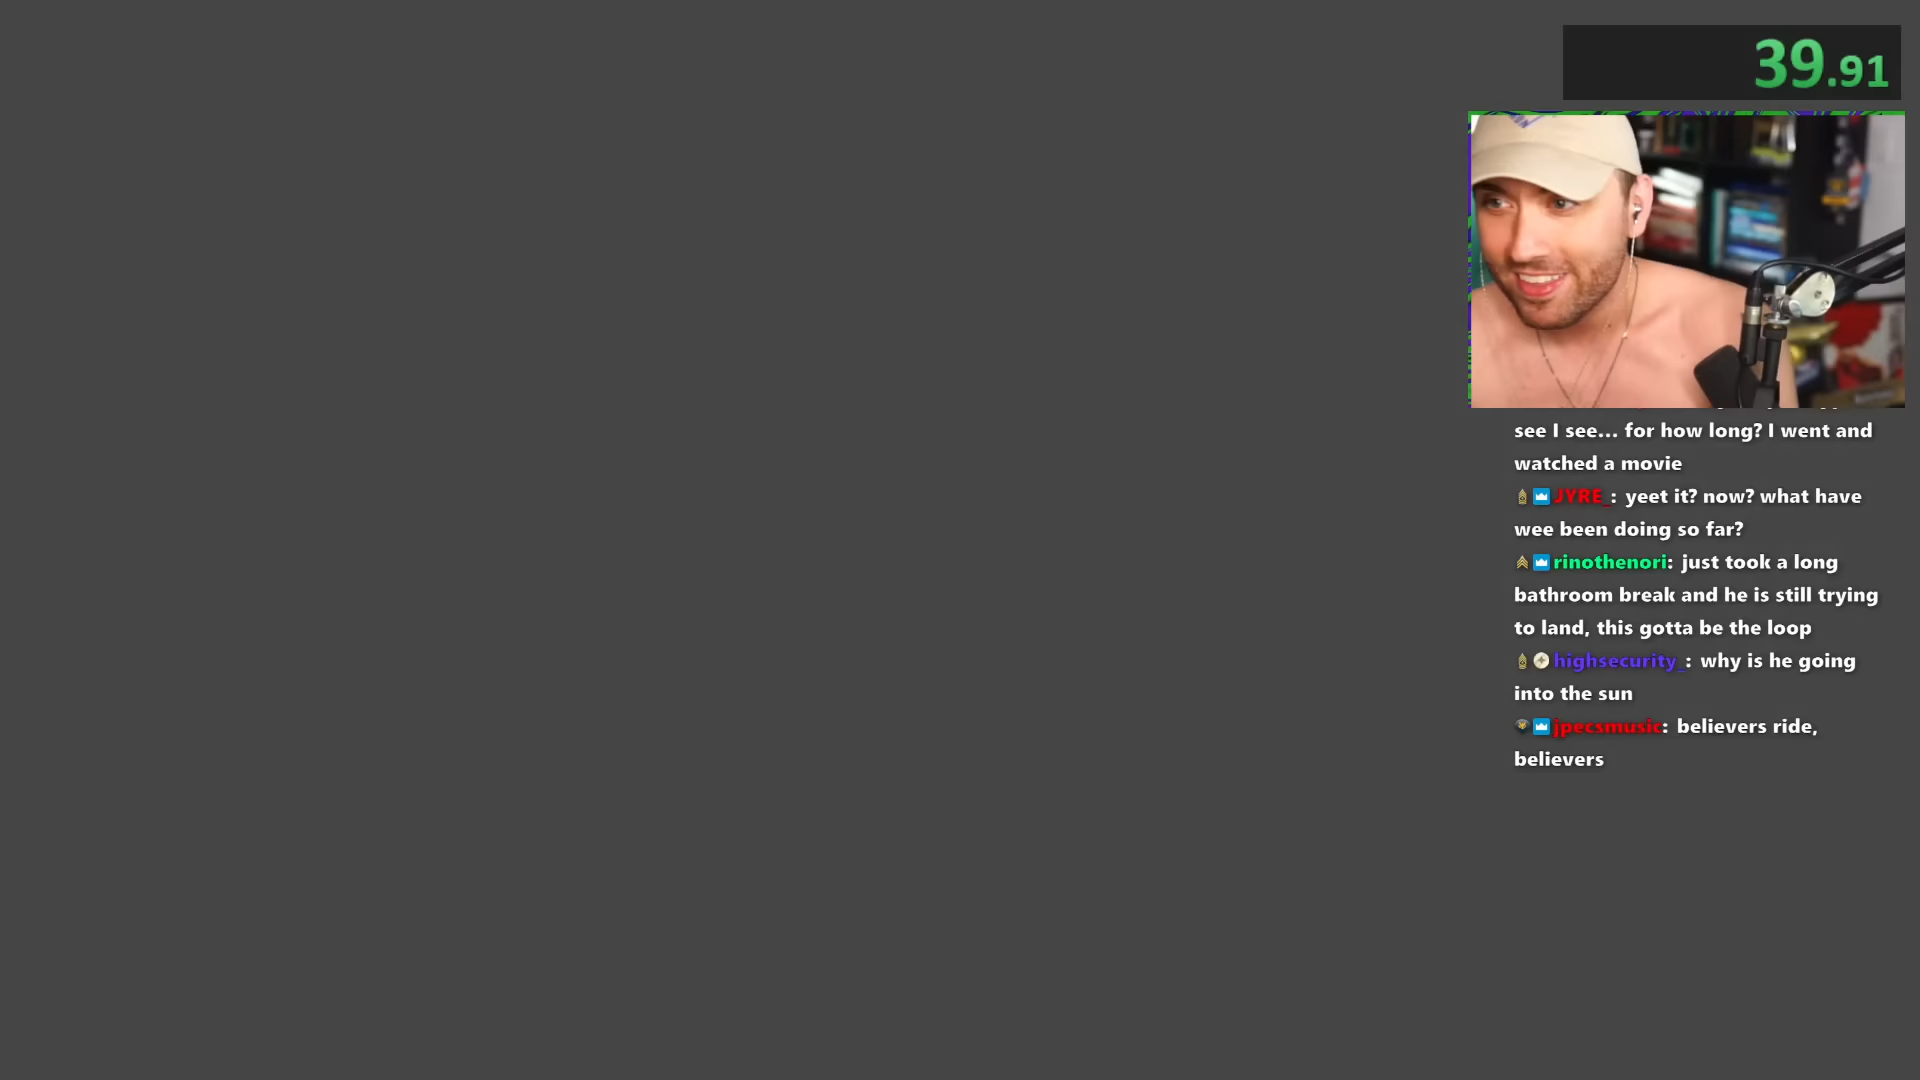 39.91
see I see... for how long? I went and
watched a movie
JYRE_: yeet it? now? what have
wee been doing so far?
rinothenori: just took a long
bathroom break and he is still trying
to land, this gotta be the loop
highsecurity_: why is he going
into the sun
jpecsmusic: believers ride,
believers